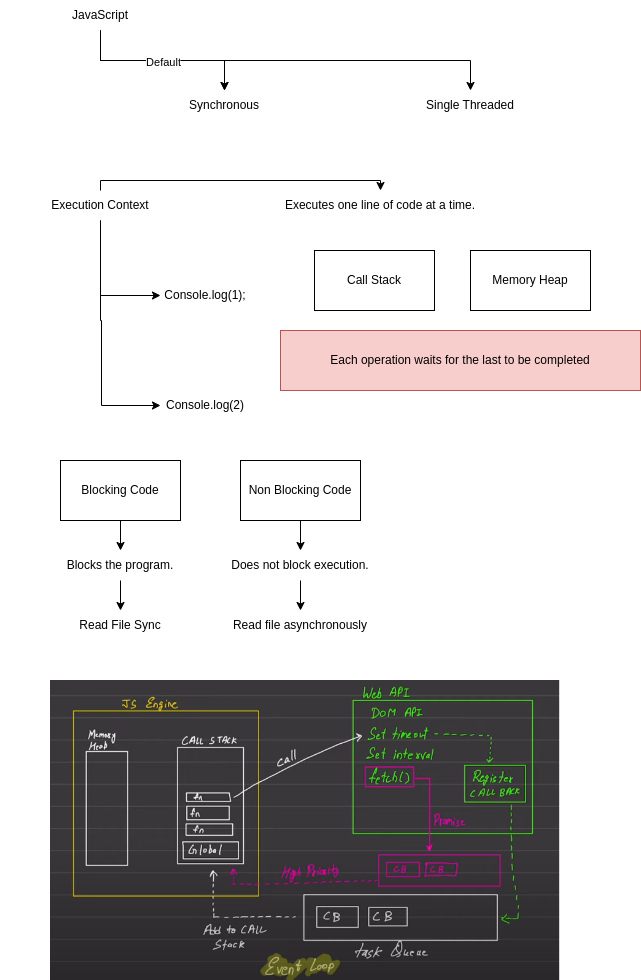 JavaScript
Default
Synchronous
Single Threaded
Execution Context
Executes one line of code at a time.
Call Stack
Memory Heap
Console.log(1);
Each operation waits for the last to be completed
Console.log(2)
Blocking Code
Non Blocking Code
Blocks the program.
Does not block execution.
Read File Sync
Read file asynchronously
JS Engine
Web API
Memory
Heap
CALL STACK
fn
fn
fn
Global
call
DOM API
Set timeout
Set interval
fetch()
Register
CALL BACK
Promise
High Priority
CB
CB
CB
CB
Add to CALL
Stack
task Queue
Event Loop